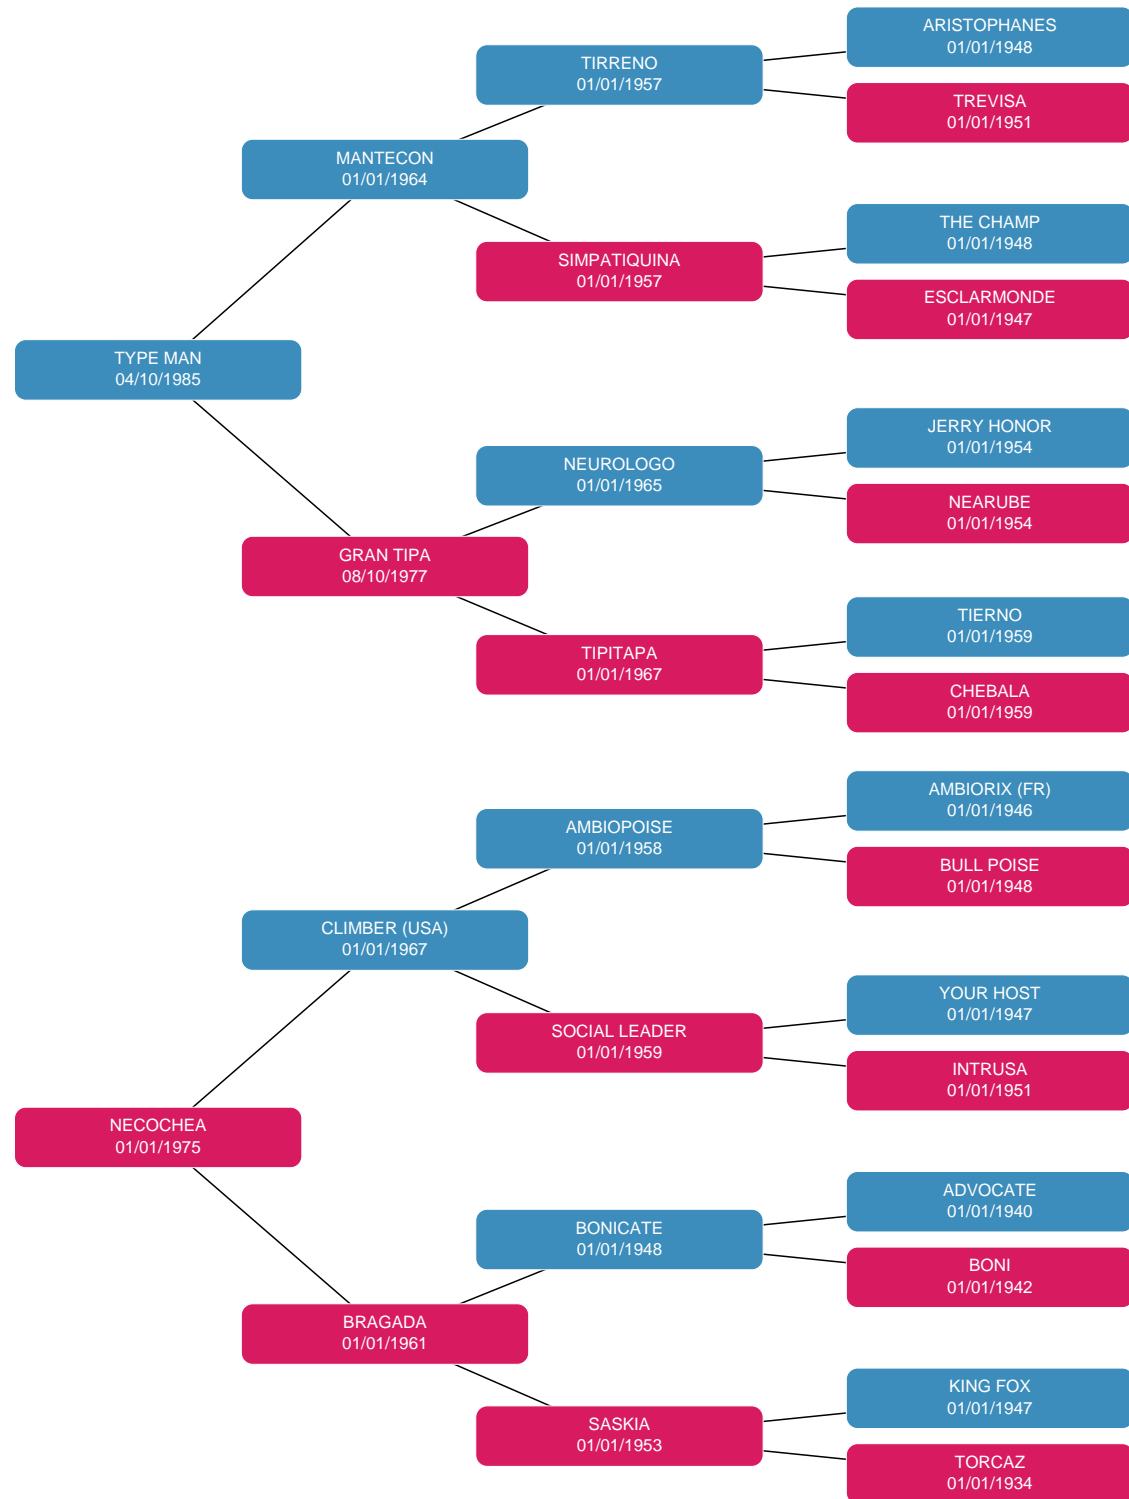 ARISTOPHANES
01/01/1948
TIRRENO
01/01/1957
TREVISA
01/01/1951
MANTECON
01/01/1964
THE CHAMP
01/01/1948
SIMPATIQUINA
01/01/1957
ESCLARMONDE
01/01/1947
TYPE MAN
04/10/1985
JERRY HONOR
01/01/1954
NEUROLOGO
01/01/1965
NEARUBE
01/01/1954
GRAN TIPA
08/10/1977
TIERNO
01/01/1959
TIPITAPA
01/01/1967
CHEBALA
01/01/1959
AMBIORIX (FR)
01/01/1946
AMBIOPOISE
01/01/1958
BULL POISE
01/01/1948
CLIMBER (USA)
01/01/1967
YOUR HOST
01/01/1947
SOCIAL LEADER
01/01/1959
INTRUSA
01/01/1951
NECOCHEA
01/01/1975
ADVOCATE
01/01/1940
BONICATE
01/01/1948
BONI
01/01/1942
BRAGADA
01/01/1961
KING FOX
01/01/1947
SASKIA
01/01/1953
TORCAZ
01/01/1934